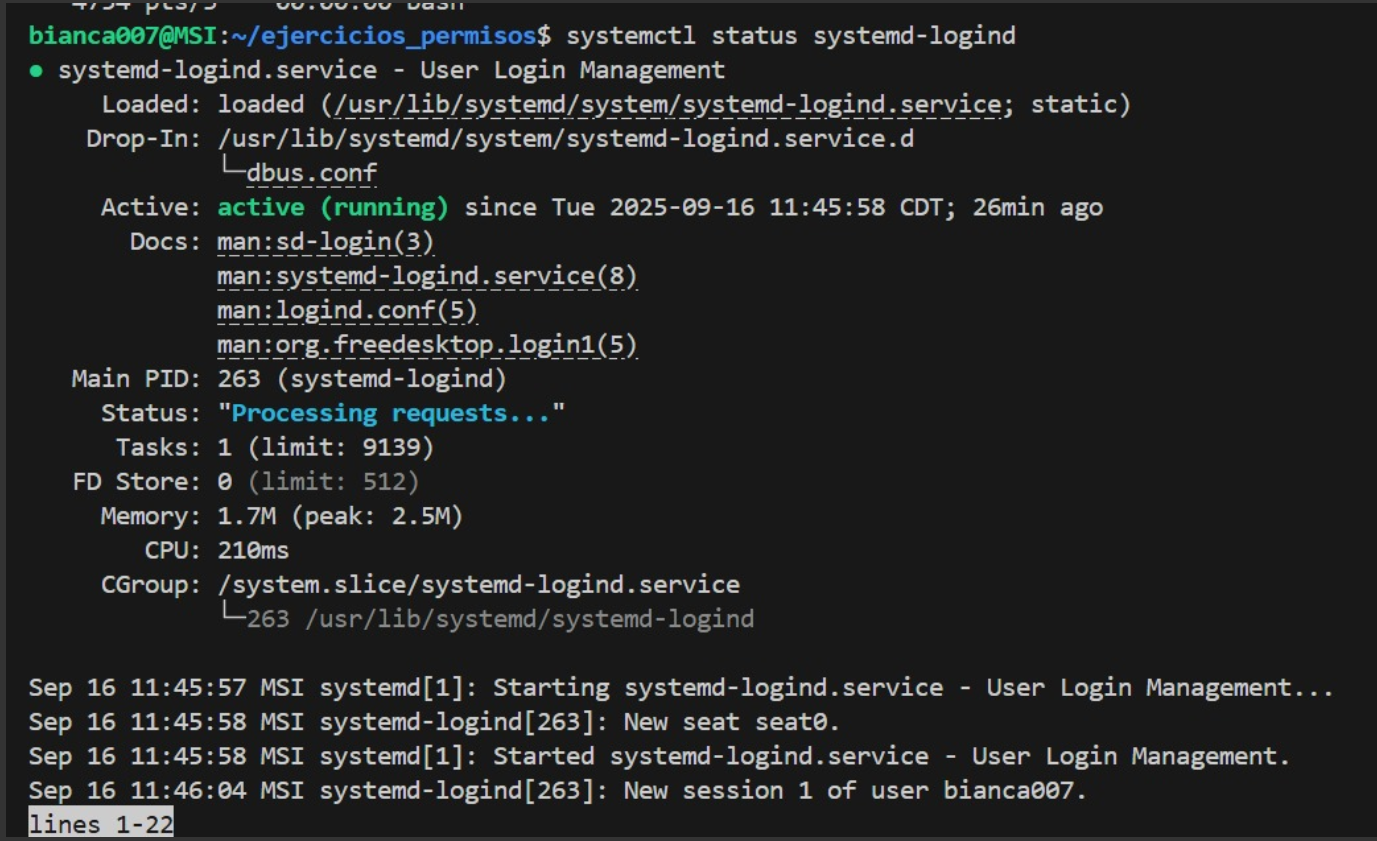 4754 pts/5    00:00:00 bash
bianca007@MSI:~/ejercicios_permisos$ systemctl status systemd-logind
● systemd-logind.service - User Login Management
     Loaded: loaded (/usr/lib/systemd/system/systemd-logind.service; static)
    Drop-In: /usr/lib/systemd/system/systemd-logind.service.d
             └─dbus.conf
     Active: active (running) since Tue 2025-09-16 11:45:58 CDT; 26min ago
       Docs: man:sd-login(3)
             man:systemd-logind.service(8)
             man:logind.conf(5)
             man:org.freedesktop.login1(5)
   Main PID: 263 (systemd-logind)
     Status: "Processing requests..."
      Tasks: 1 (limit: 9139)
   FD Store: 0 (limit: 512)
     Memory: 1.7M (peak: 2.5M)
        CPU: 210ms
     CGroup: /system.slice/systemd-logind.service
             └─263 /usr/lib/systemd/systemd-logind

Sep 16 11:45:57 MSI systemd[1]: Starting systemd-logind.service - User Login Management...
Sep 16 11:45:58 MSI systemd-logind[263]: New seat seat0.
Sep 16 11:45:58 MSI systemd[1]: Started systemd-logind.service - User Login Management.
Sep 16 11:46:04 MSI systemd-logind[263]: New session 1 of user bianca007.
lines 1-22